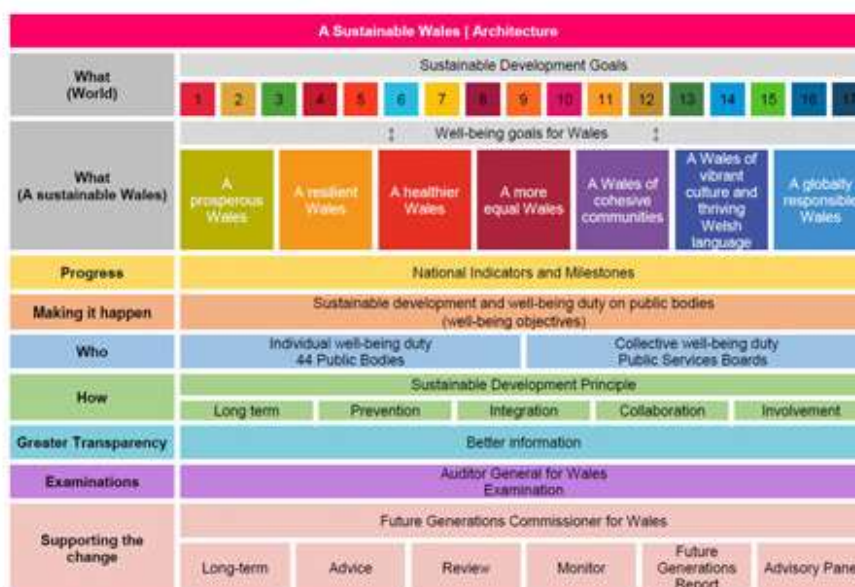 A Sustainable Wales | Architecture
What
(World)
Sustainable Development Goals
1 2 3 4 5 6 7 8 9 10 11 12 13 14 15 16 17
What
(A sustainable Wales)
↕ Well-being goals for Wales ↕
A
prosperous
Wales
A resilient
Wales
A healthier
Wales
A more
equal Wales
A Wales of
cohesive
communities
A Wales of
vibrant
culture and
thriving
Welsh
language
A globally
responsible
Wales
Progress
National Indicators and Milestones
Making it happen
Sustainable development and well-being duty on public bodies
(well-being objectives)
Who
Individual well-being duty
44 Public Bodies
Collective well-being duty
Public Services Boards
How
Sustainable Development Principle
Long term
Prevention
Integration
Collaboration
Involvement
Greater Transparency
Better information
Examinations
Auditor General for Wales
Examination
Supporting the
change
Future Generations Commissioner for Wales
Long-term
Advice
Review
Monitor
Future
Generations
Report
Advisory Pane